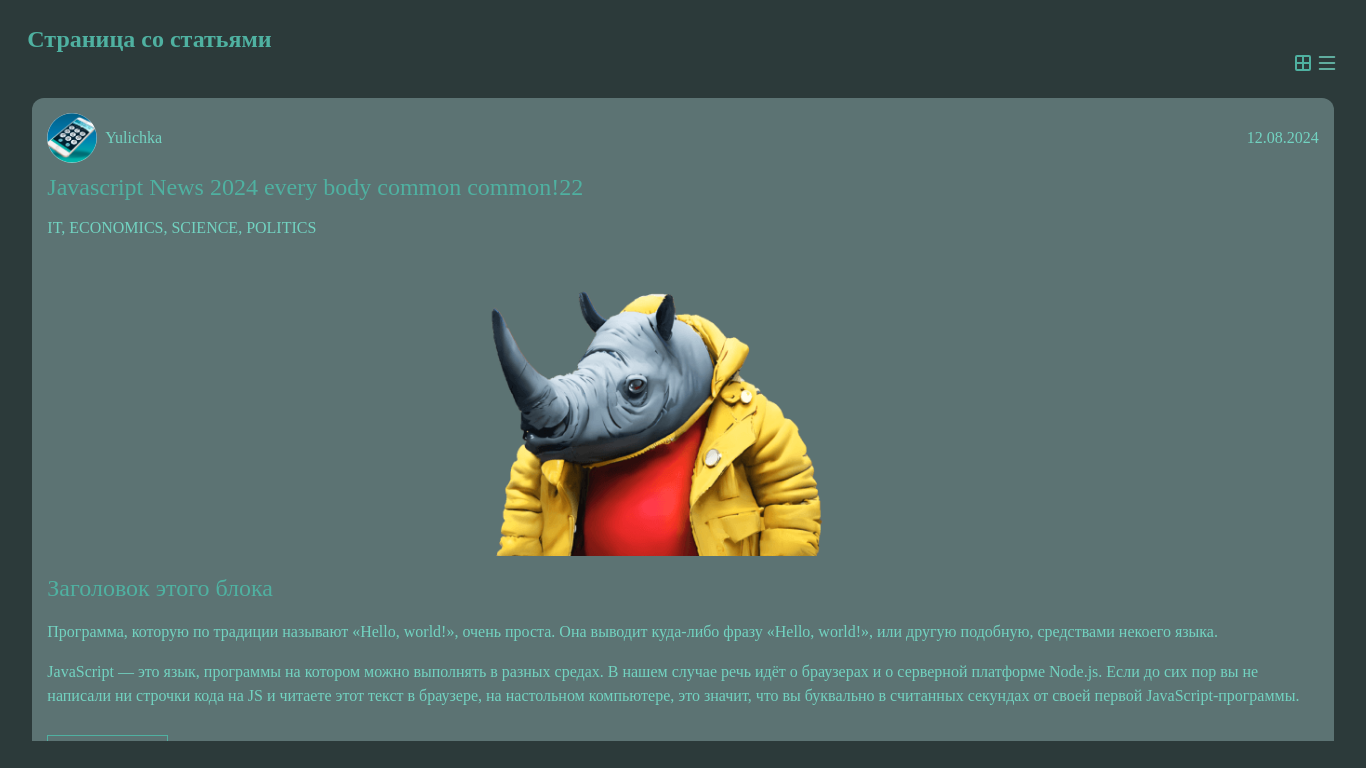 Страница со статьями
Yulichka
12.08.2024
Javascript News 2024 every body common common!22
IT, ECONOMICS, SCIENCE, POLITICS
Заголовок этого блока
Программа, которую по традиции называют «Hello, world!», очень проста. Она выводит куда-либо фразу «Hello, world!», или другую подобную, средствами некоего языка.
JavaScript — это язык, программы на котором можно выполнять в разных средах. В нашем случае речь идёт о браузерах и о серверной платформе Node.js. Если до сих пор вы не
написали ни строчки кода на JS и читаете этот текст в браузере, на настольном компьютере, это значит, что вы буквально в считанных секундах от своей первой JavaScript-программы.